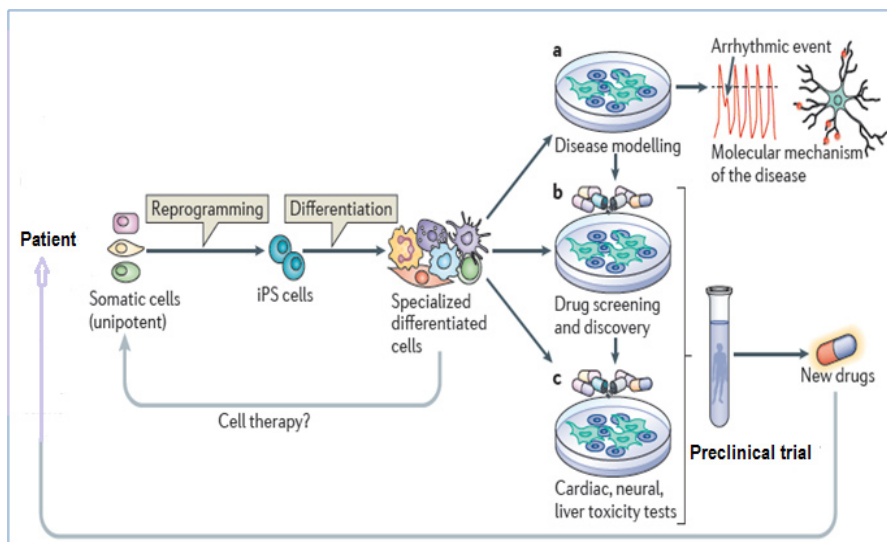 a
Arrhythmic event
Disease modelling
Molecular mechanism
of the disease
Reprogramming
Differentiation
b
Patient
Somatic cells
(unipotent)
iPS cells
Specialized
differentiated
cells
Drug screening
and discovery
New drugs
Cell therapy?
c
Preclinical trial
Cardiac, neural,
liver toxicity tests